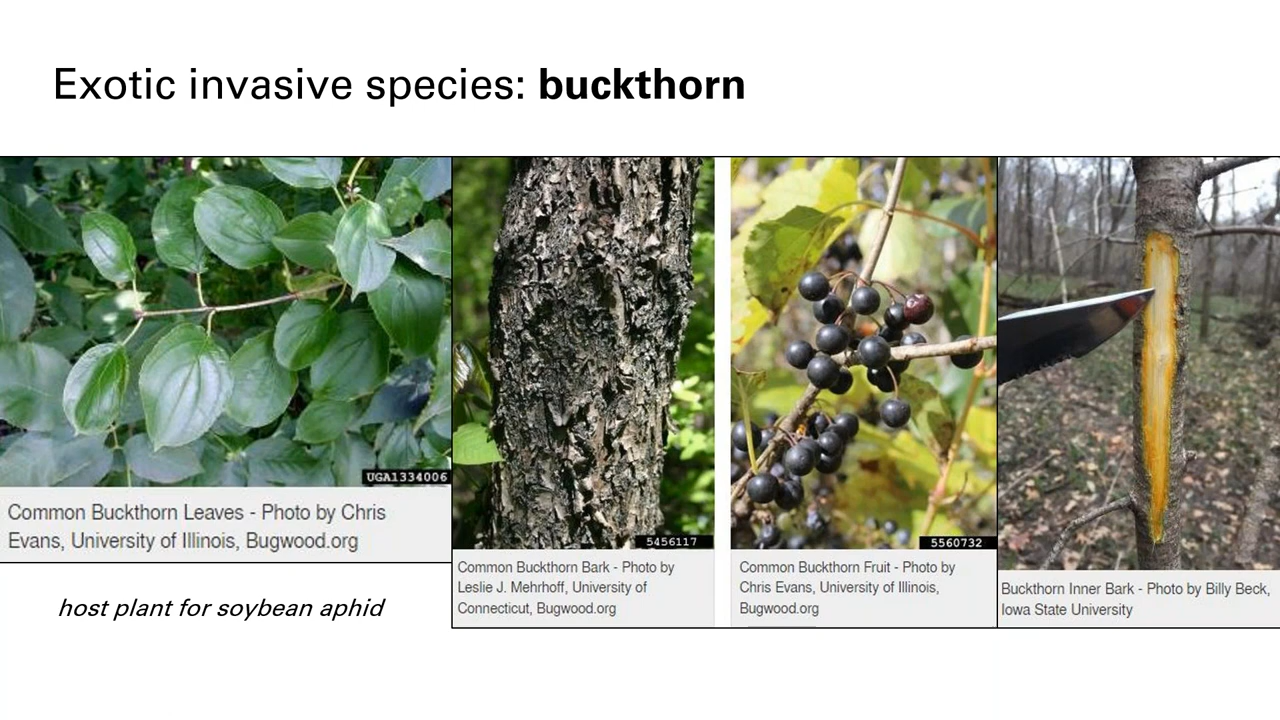 Exotic invasive species: buckthorn
UGA1334006
Common Buckthorn Leaves - Photo by Chris
Evans, University of Illinois, Bugwood.org
host plant for soybean aphid
5456117
Common Buckthorn Bark - Photo by
Leslie J. Mehrhoff, University of
Connecticut, Bugwood.org
5560732
Common Buckthorn Fruit - Photo by
Chris Evans, University of Illinois,
Bugwood.org
Buckthorn Inner Bark - Photo by Billy Beck,
Iowa State University